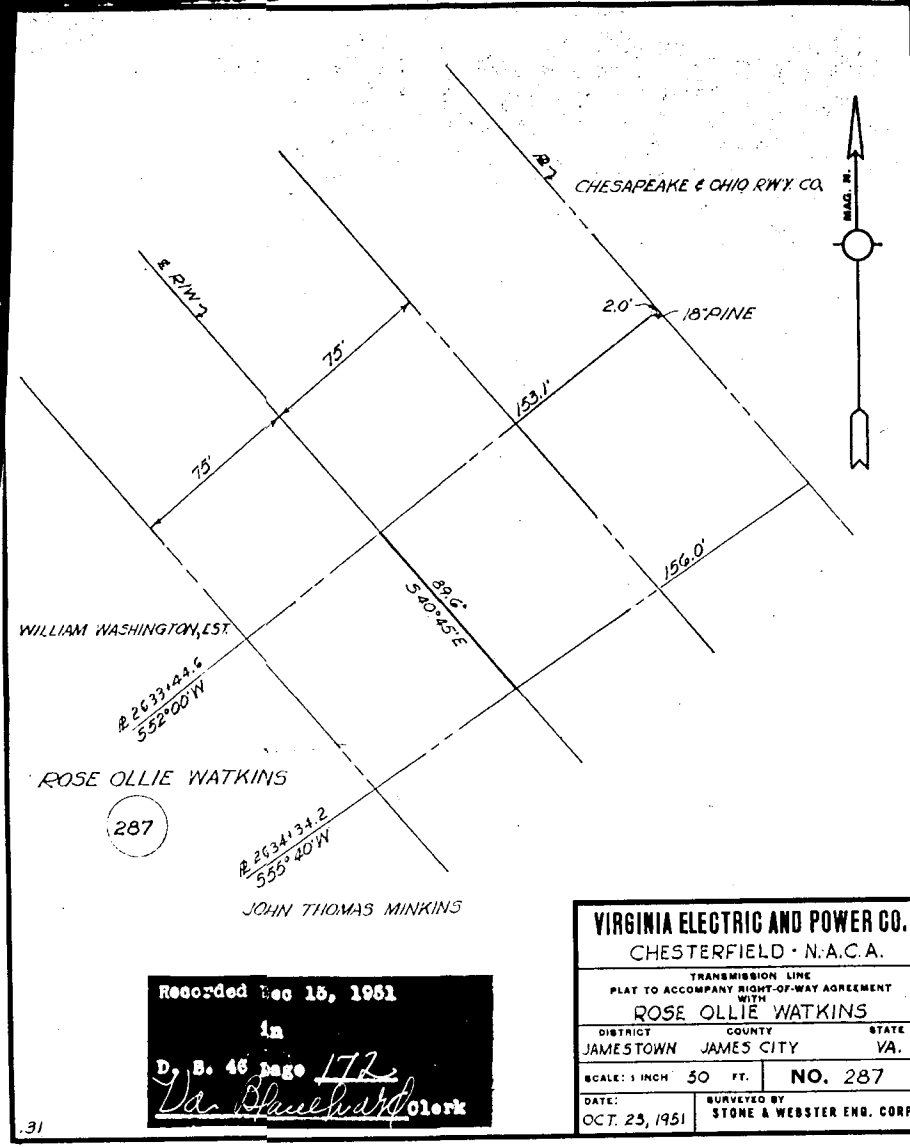 CHESAPEAKE & OHIO RWY. CO.
MAG. N.
R/W
2.0'
18" PINE
75'
153.1'
75'
156.0'
89.6'
S 40°45' E
WILLIAM WASHINGTON, EST.
2633+44.6
S52°00'W
ROSE OLLIE WATKINS
287
2634+34.2
S55°40'W
JOHN THOMAS MINKINS
VIRGINIA ELECTRIC AND POWER CO.
CHESTERFIELD - N.A.C.A.
TRANSMISSION LINE
PLAT TO ACCOMPANY RIGHT-OF-WAY AGREEMENT
WITH
ROSE OLLIE WATKINS
DISTRICT COUNTY STATE
JAMESTOWN JAMES CITY VA.
SCALE: 1 INCH 50 FT. NO. 287
DATE: SURVEYED BY
OCT. 23, 1951 STONE & WEBSTER ENG. CORP
Recorded Dec 15, 1951
in
D. B. 46 page 172
Clerk
.31